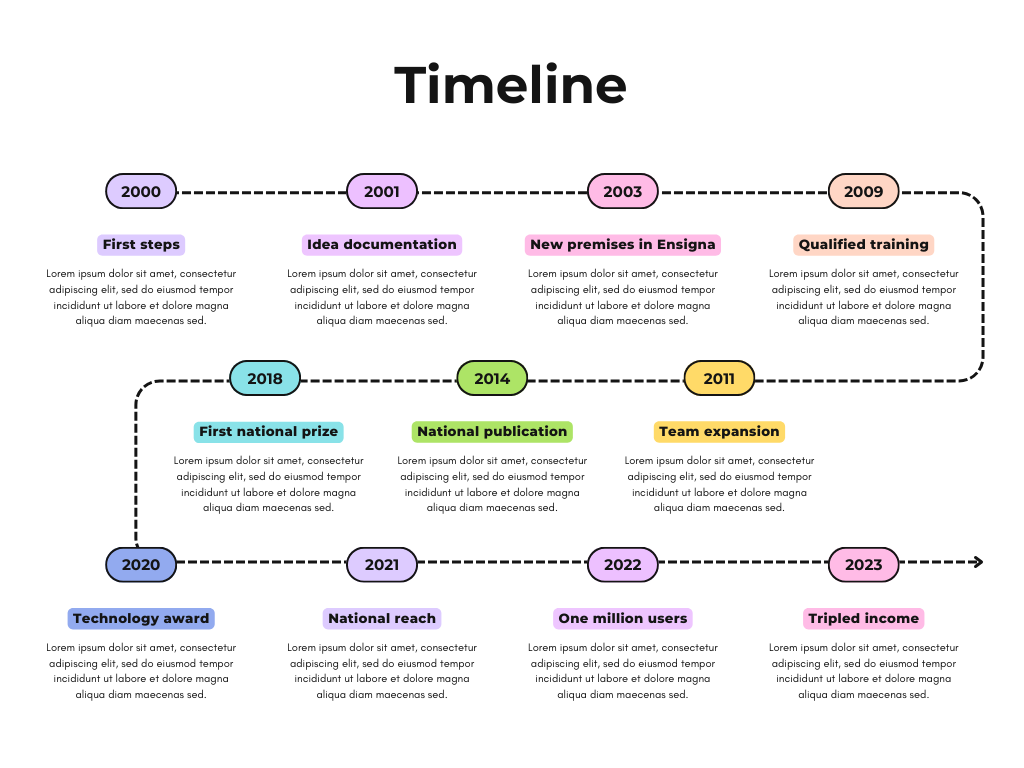 Timeline
2000
First steps
Lorem ipsum dolor sit amet, consectetur
adipiscing elit, sed do eiusmod tempor
incididunt ut labore et dolore magna
aliqua diam maecenas sed.
2001
Idea documentation
Lorem ipsum dolor sit amet, consectetur
adipiscing elit, sed do eiusmod tempor
incididunt ut labore et dolore magna
aliqua diam maecenas sed.
2003
New premises in Ensigna
Lorem ipsum dolor sit amet, consectetur
adipiscing elit, sed do eiusmod tempor
incididunt ut labore et dolore magna
aliqua diam maecenas sed.
2009
Qualified training
Lorem ipsum dolor sit amet, consectetur
adipiscing elit, sed do eiusmod tempor
incididunt ut labore et dolore magna
aliqua diam maecenas sed.
2011
Team expansion
Lorem ipsum dolor sit amet, consectetur
adipiscing elit, sed do eiusmod tempor
incididunt ut labore et dolore magna
aliqua diam maecenas sed.
2014
National publication
Lorem ipsum dolor sit amet, consectetur
adipiscing elit, sed do eiusmod tempor
incididunt ut labore et dolore magna
aliqua diam maecenas sed.
2018
First national prize
Lorem ipsum dolor sit amet, consectetur
adipiscing elit, sed do eiusmod tempor
incididunt ut labore et dolore magna
aliqua diam maecenas sed.
2020
Technology award
Lorem ipsum dolor sit amet, consectetur
adipiscing elit, sed do eiusmod tempor
incididunt ut labore et dolore magna
aliqua diam maecenas sed.
2021
National reach
Lorem ipsum dolor sit amet, consectetur
adipiscing elit, sed do eiusmod tempor
incididunt ut labore et dolore magna
aliqua diam maecenas sed.
2022
One million users
Lorem ipsum dolor sit amet, consectetur
adipiscing elit, sed do eiusmod tempor
incididunt ut labore et dolore magna
aliqua diam maecenas sed.
2023
Tripled income
Lorem ipsum dolor sit amet, consectetur
adipiscing elit, sed do eiusmod tempor
incididunt ut labore et dolore magna
aliqua diam maecenas sed.